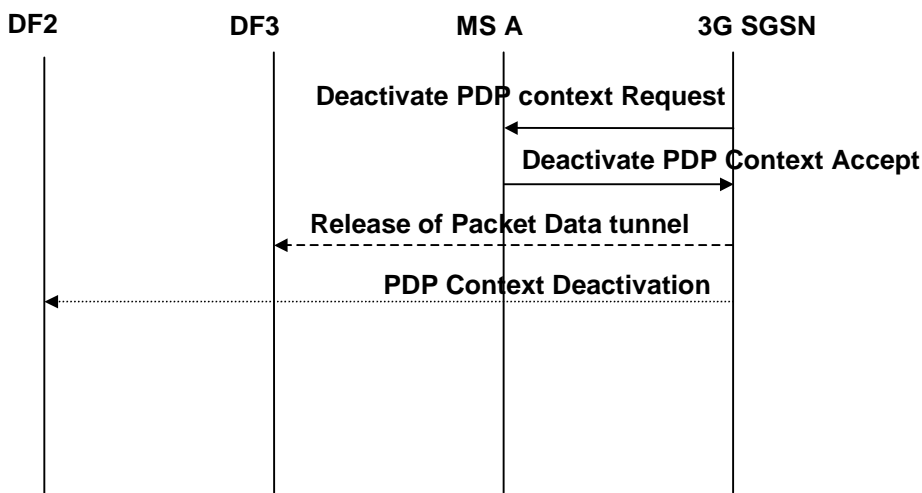 DF2 DF3 MS A 3G SGSN
Deactivate PDP context Request
Deactivate PDP Context Accept
Release of Packet Data tunnel
PDP Context Deactivation